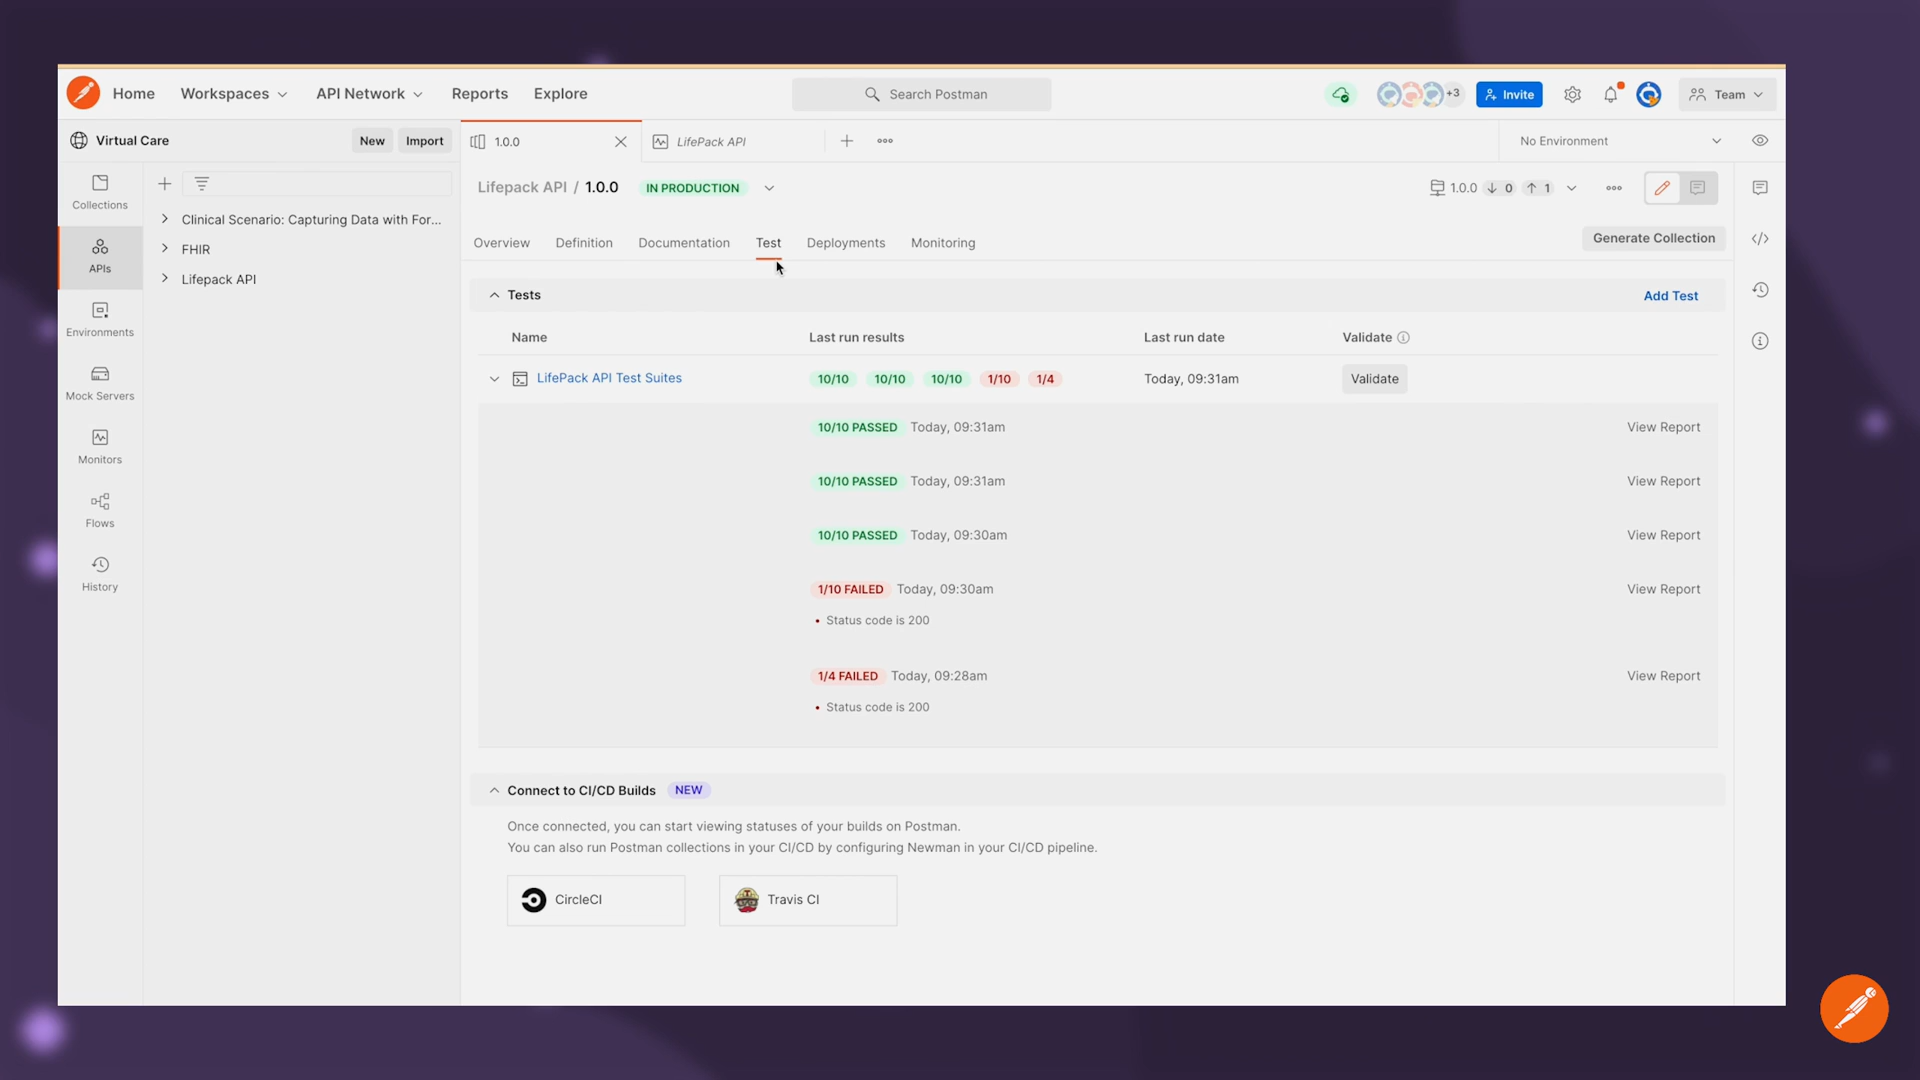 Home Workspaces API Network Reports Explore Search Postman +3 Invite Team
Virtual Care New Import 1.0.0 LifePack API No Environment
Lifepack API / 1.0.0 IN PRODUCTION 1.0.0 0 1
Collections
APIs
Environments
Mock Servers
Monitors
Flows
History
Clinical Scenario: Capturing Data with For...
FHIR
Lifepack API
Overview Definition Documentation Test Deployments Monitoring Generate Collection
Tests Add Test
Name Last run results Last run date Validate
LifePack API Test Suites 10/10 10/10 10/10 1/10 1/4 Today, 09:31am Validate
10/10 PASSED Today, 09:31am View Report
10/10 PASSED Today, 09:31am View Report
10/10 PASSED Today, 09:30am View Report
1/10 FAILED Today, 09:30am View Report
• Status code is 200
1/4 FAILED Today, 09:28am View Report
• Status code is 200
Connect to CI/CD Builds NEW
Once connected, you can start viewing statuses of your builds on Postman.
You can also run Postman collections in your CI/CD by configuring Newman in your CI/CD pipeline.
CircleCI Travis CI